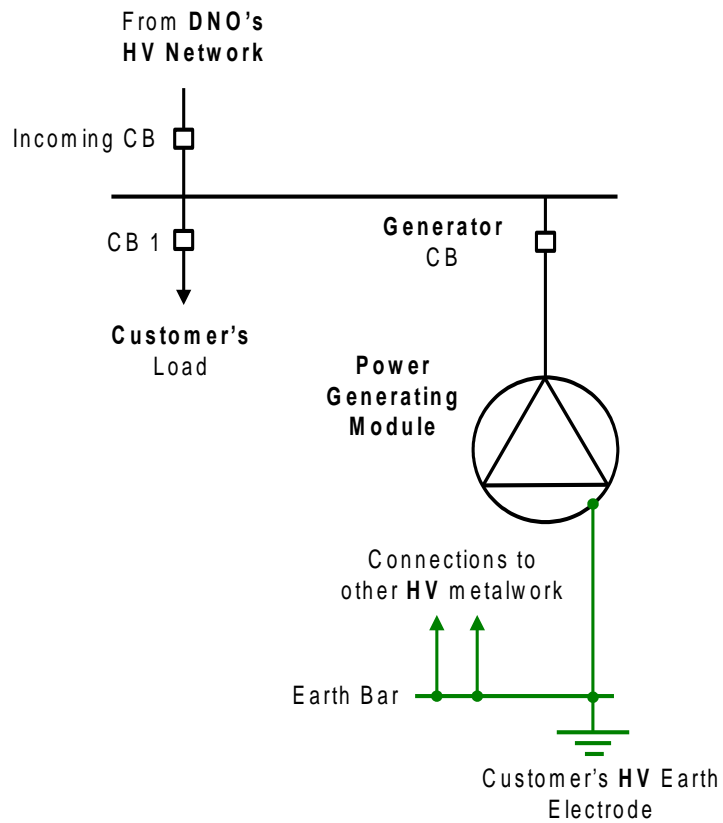 From DNO's
HV Network
Incoming CB
CB 1
Generator
CB
Customer's
Load
Power
Generating
Module
Connections to
other HV metalwork
Earth Bar
Customer's HV Earth
Electrode